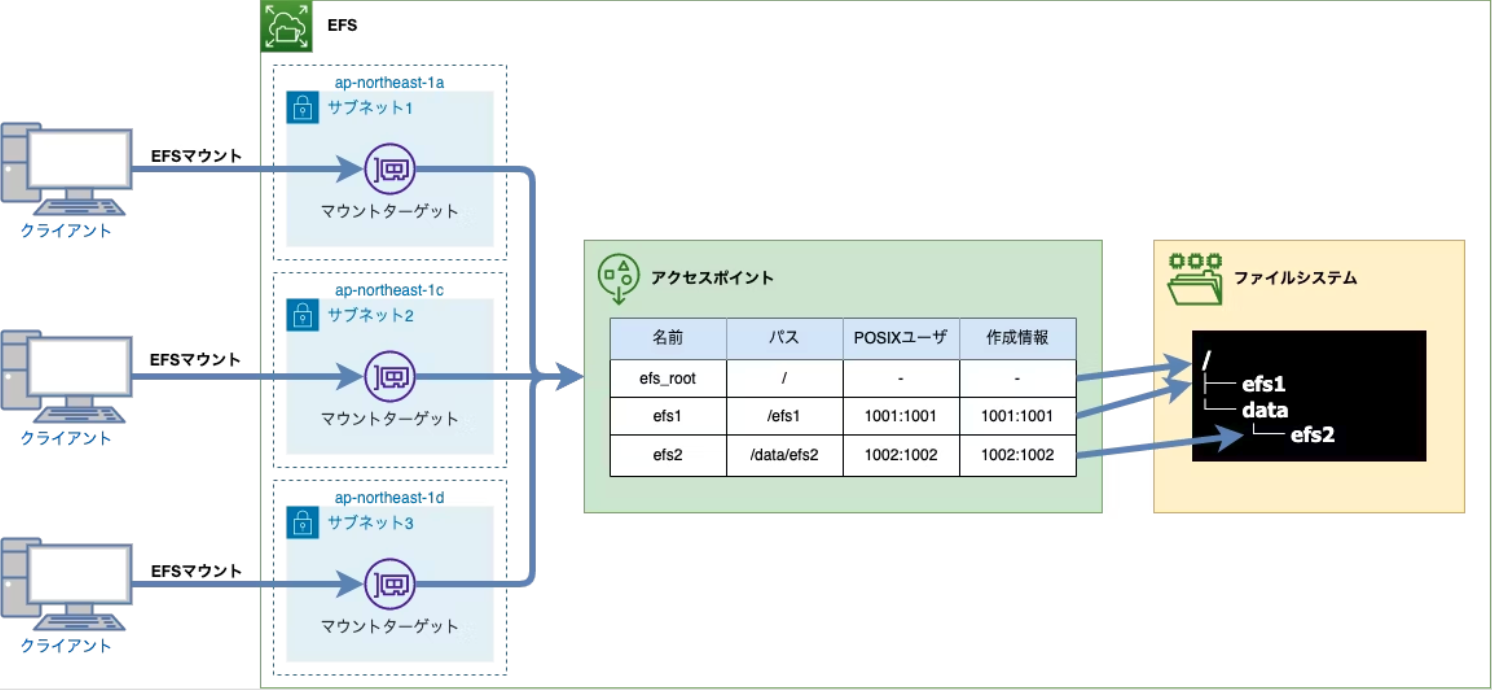 EFS
ap-northeast-1a
サブネット1
EFSマウント
マウントターゲット
クライアント
ap-northeast-1c
サブネット2
EFSマウント
マウントターゲット
クライアント
ap-northeast-1d
サブネット3
EFSマウント
マウントターゲット
クライアント
アクセスポイント
名前 パス POSIXユーザ 作成情報
efs_root / - -
efs1 /efs1 1001:1001 1001:1001
efs2 /data/efs2 1002:1002 1002:1002
ファイルシステム
/
├── efs1
└── data
└── efs2